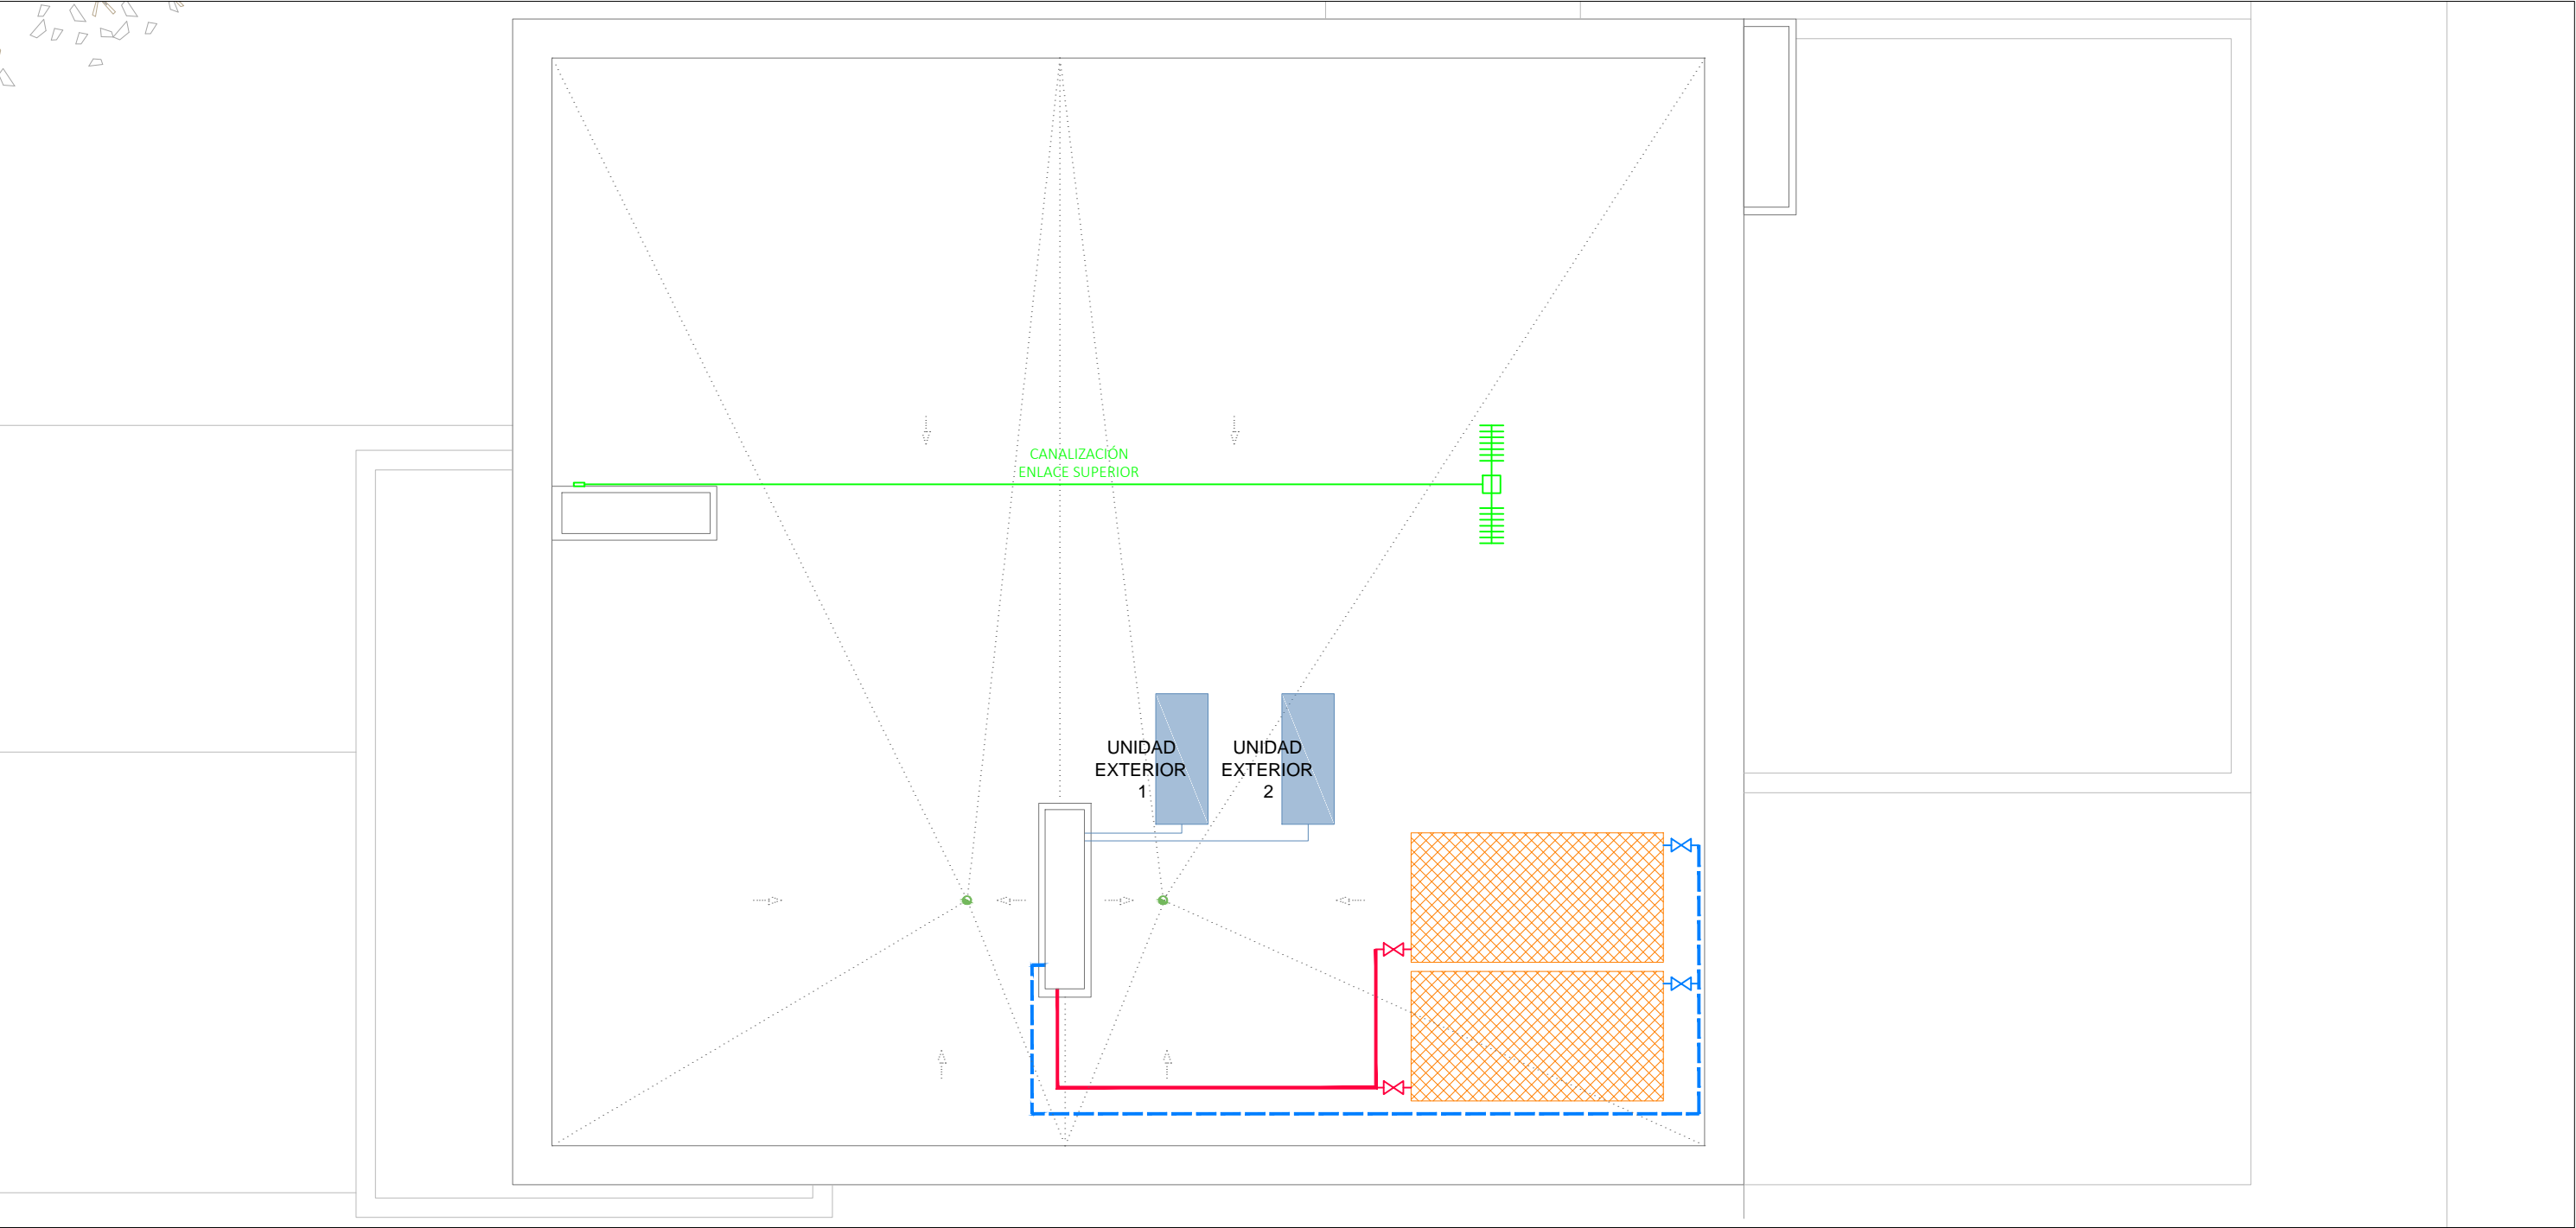 CANALIZACIÓN
ENLACE SUPERIOR
UNIDAD
EXTERIOR
1
UNIDAD
EXTERIOR
2